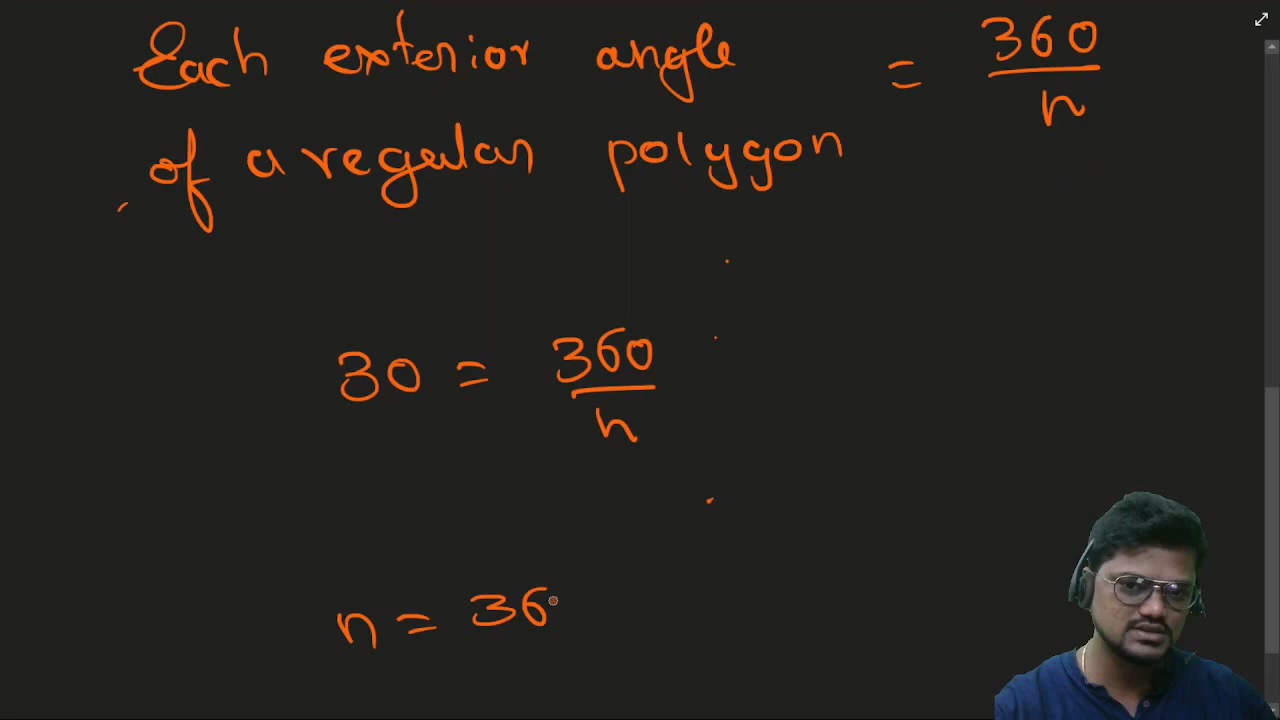 Each exterior angle = 360/n
of a regular polygon
30 = 360/n
n = 36